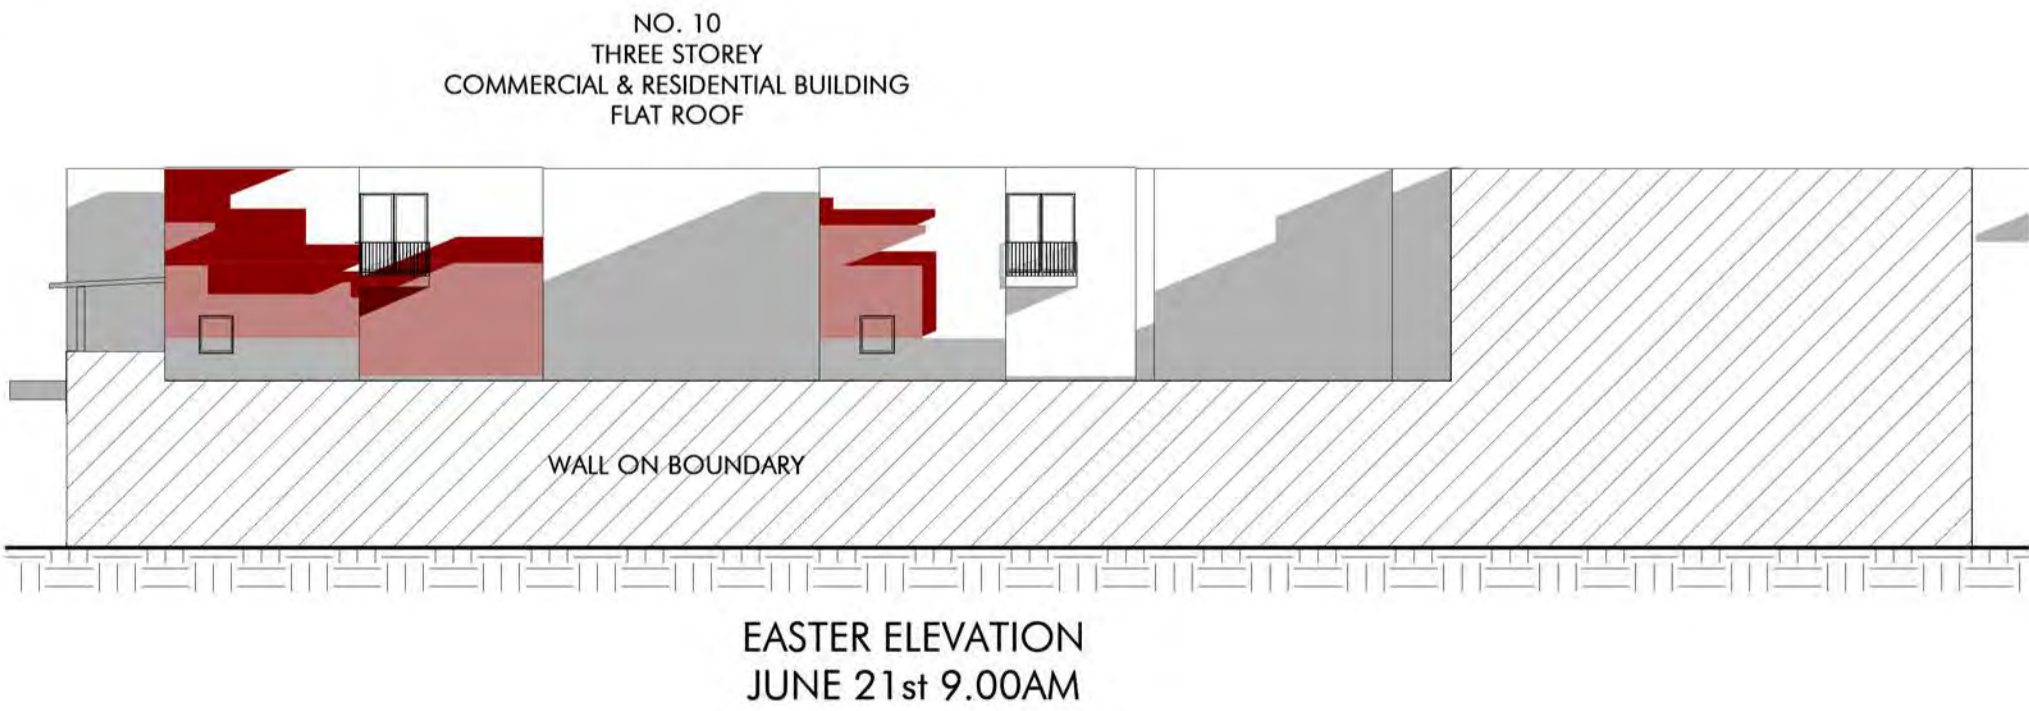 NO. 10
THREE STOREY
COMMERCIAL & RESIDENTIAL BUILDING
FLAT ROOF
WALL ON BOUNDARY
EASTER ELEVATION
JUNE 21st 9.00AM